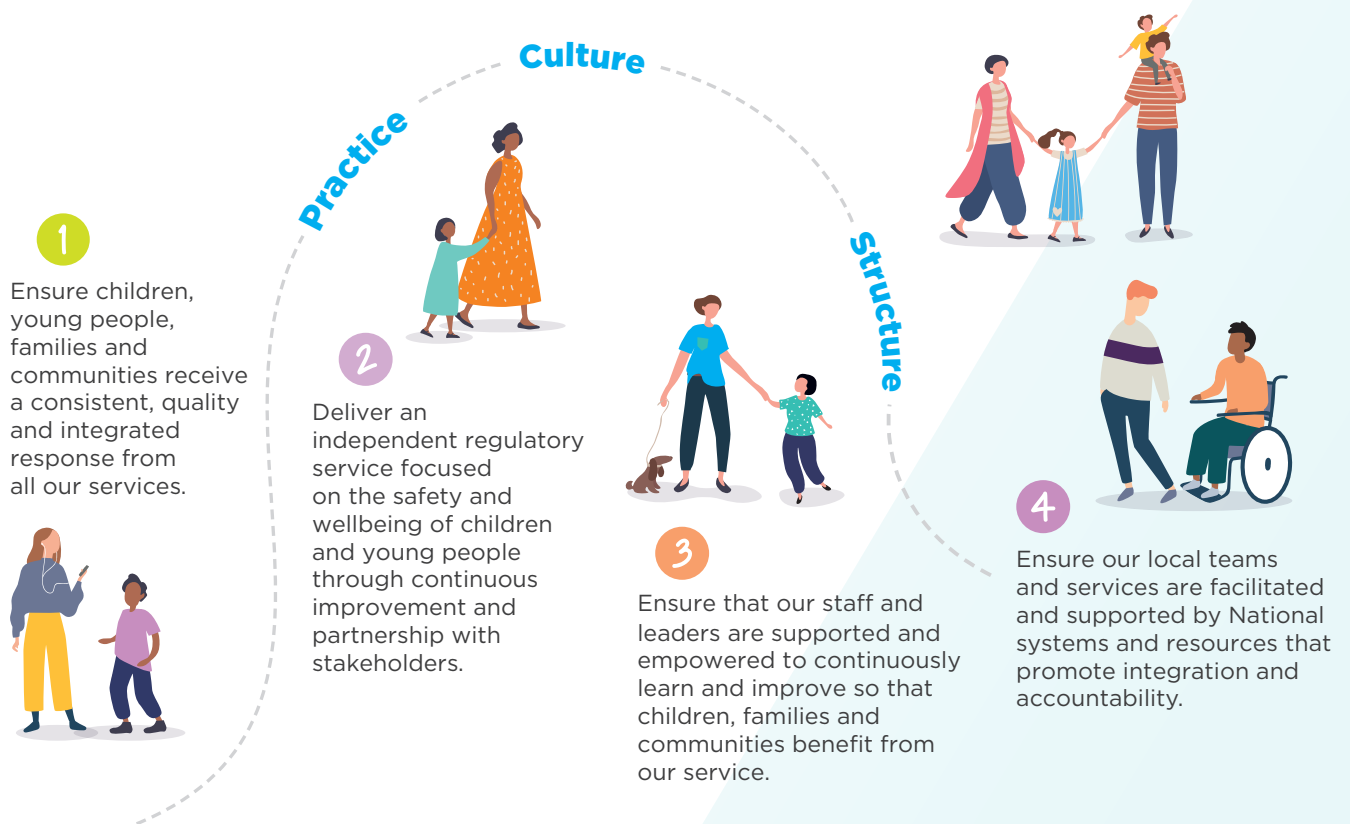 Culture
Practice
Structure
1
Ensure children,
young people,
families and
communities receive
a consistent, quality
and integrated
response from
all our services.
2
Deliver an
independent regulatory
service focused
on the safety and
wellbeing of children
and young people
through continuous
improvement and
partnership with
stakeholders.
3
Ensure that our staff and
leaders are supported and
empowered to continuously
learn and improve so that
children, families and
communities benefit from
our service.
4
Ensure our local teams
and services are facilitated
and supported by National
systems and resources that
promote integration and
accountability.